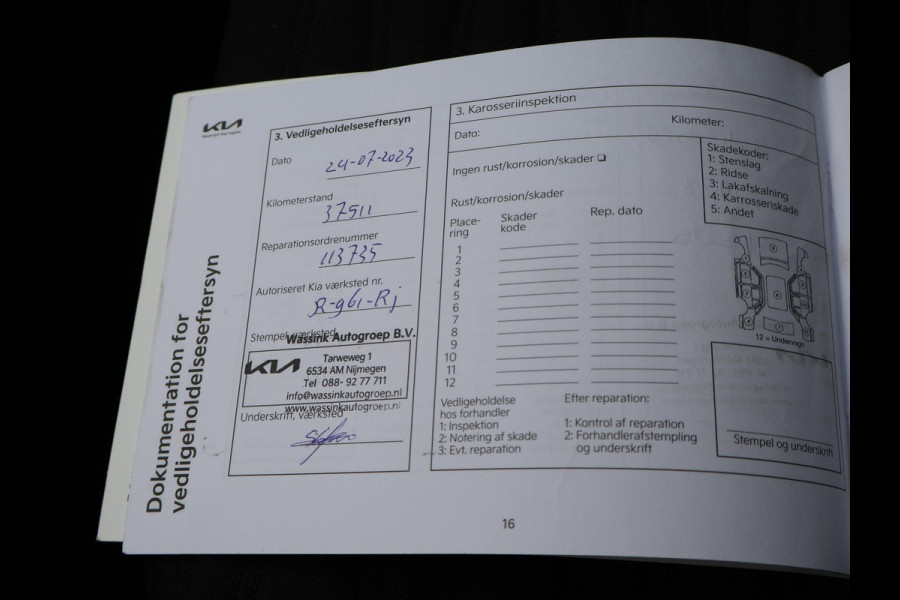 Dokumentation for
vedligeholdelseseftersyn
KIA
3. Vedligeholdelseseftersyn
Dato
24-07-2023
Kilometerstand
37511
Reparationsordrenummer
113735
Autoriseret Kia værksted nr.
R-961-Rj
Stempel værksted
Wassink Autogroep B.V.
KIA
Tarweweg 1
6534 AM Nijmegen
Tel 088- 92 77 711
info@wassinkautogroep.nl
www.wassinkautogroep.nl
Underskrift, værksted
3. Karosseriinspektion
Dato:
Kilometer:
Ingen rust/korrosion/skader
Skadekoder:
1: Stenslag
2: Ridse
3: Lakafskalning
4: Karrosseriskade
5: Andet
Rust/korrosion/skader
Place-
ring
Skader
kode
Rep. dato
1
2
3
4
5
6
7
8
9
10
11
12
12 = Undervogn
Vedligeholdelse
hos forhandler
1: Inspektion
2: Notering af skade
3: Evt. reparation
Efter reparation:
1: Kontrol af reparation
2: Forhandlerafstempling
og underskrift
Stempel og underskrift
16